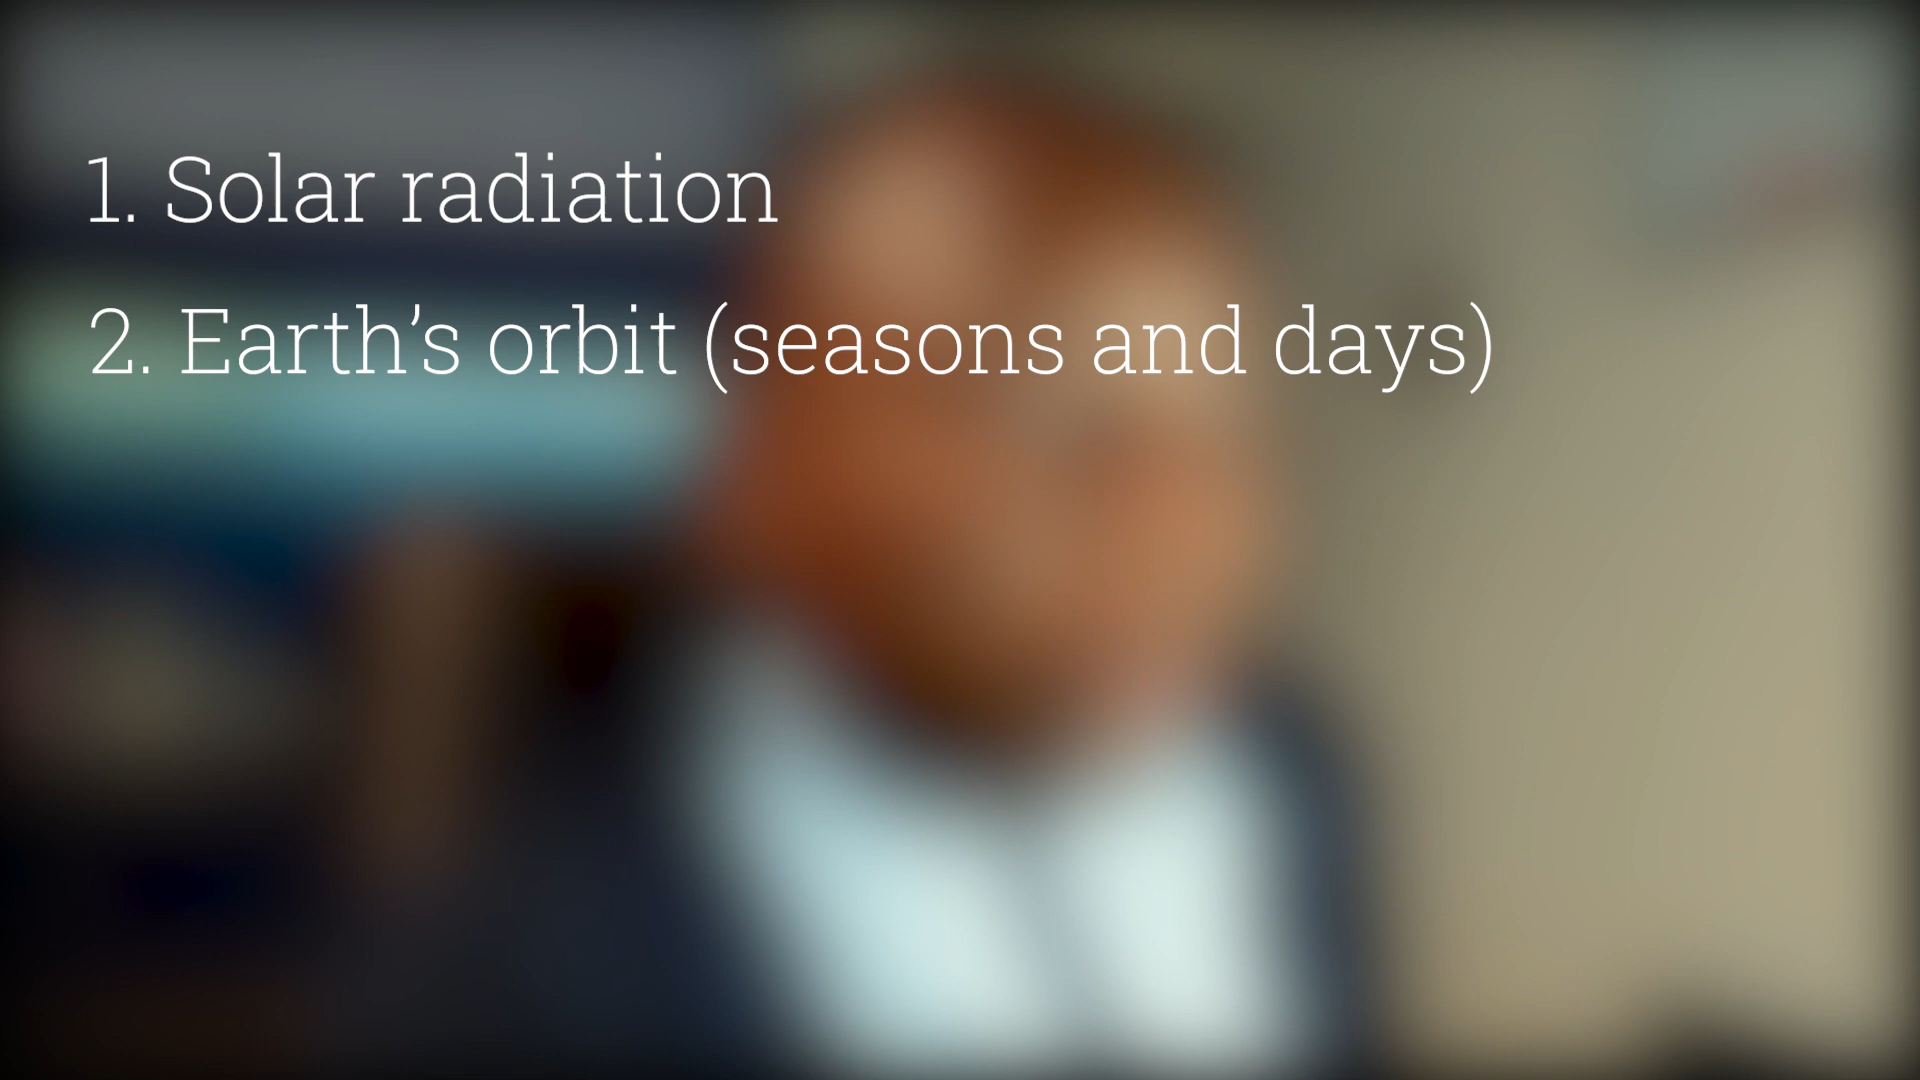 1. Solar radiation
2. Earth’s orbit (seasons and days)